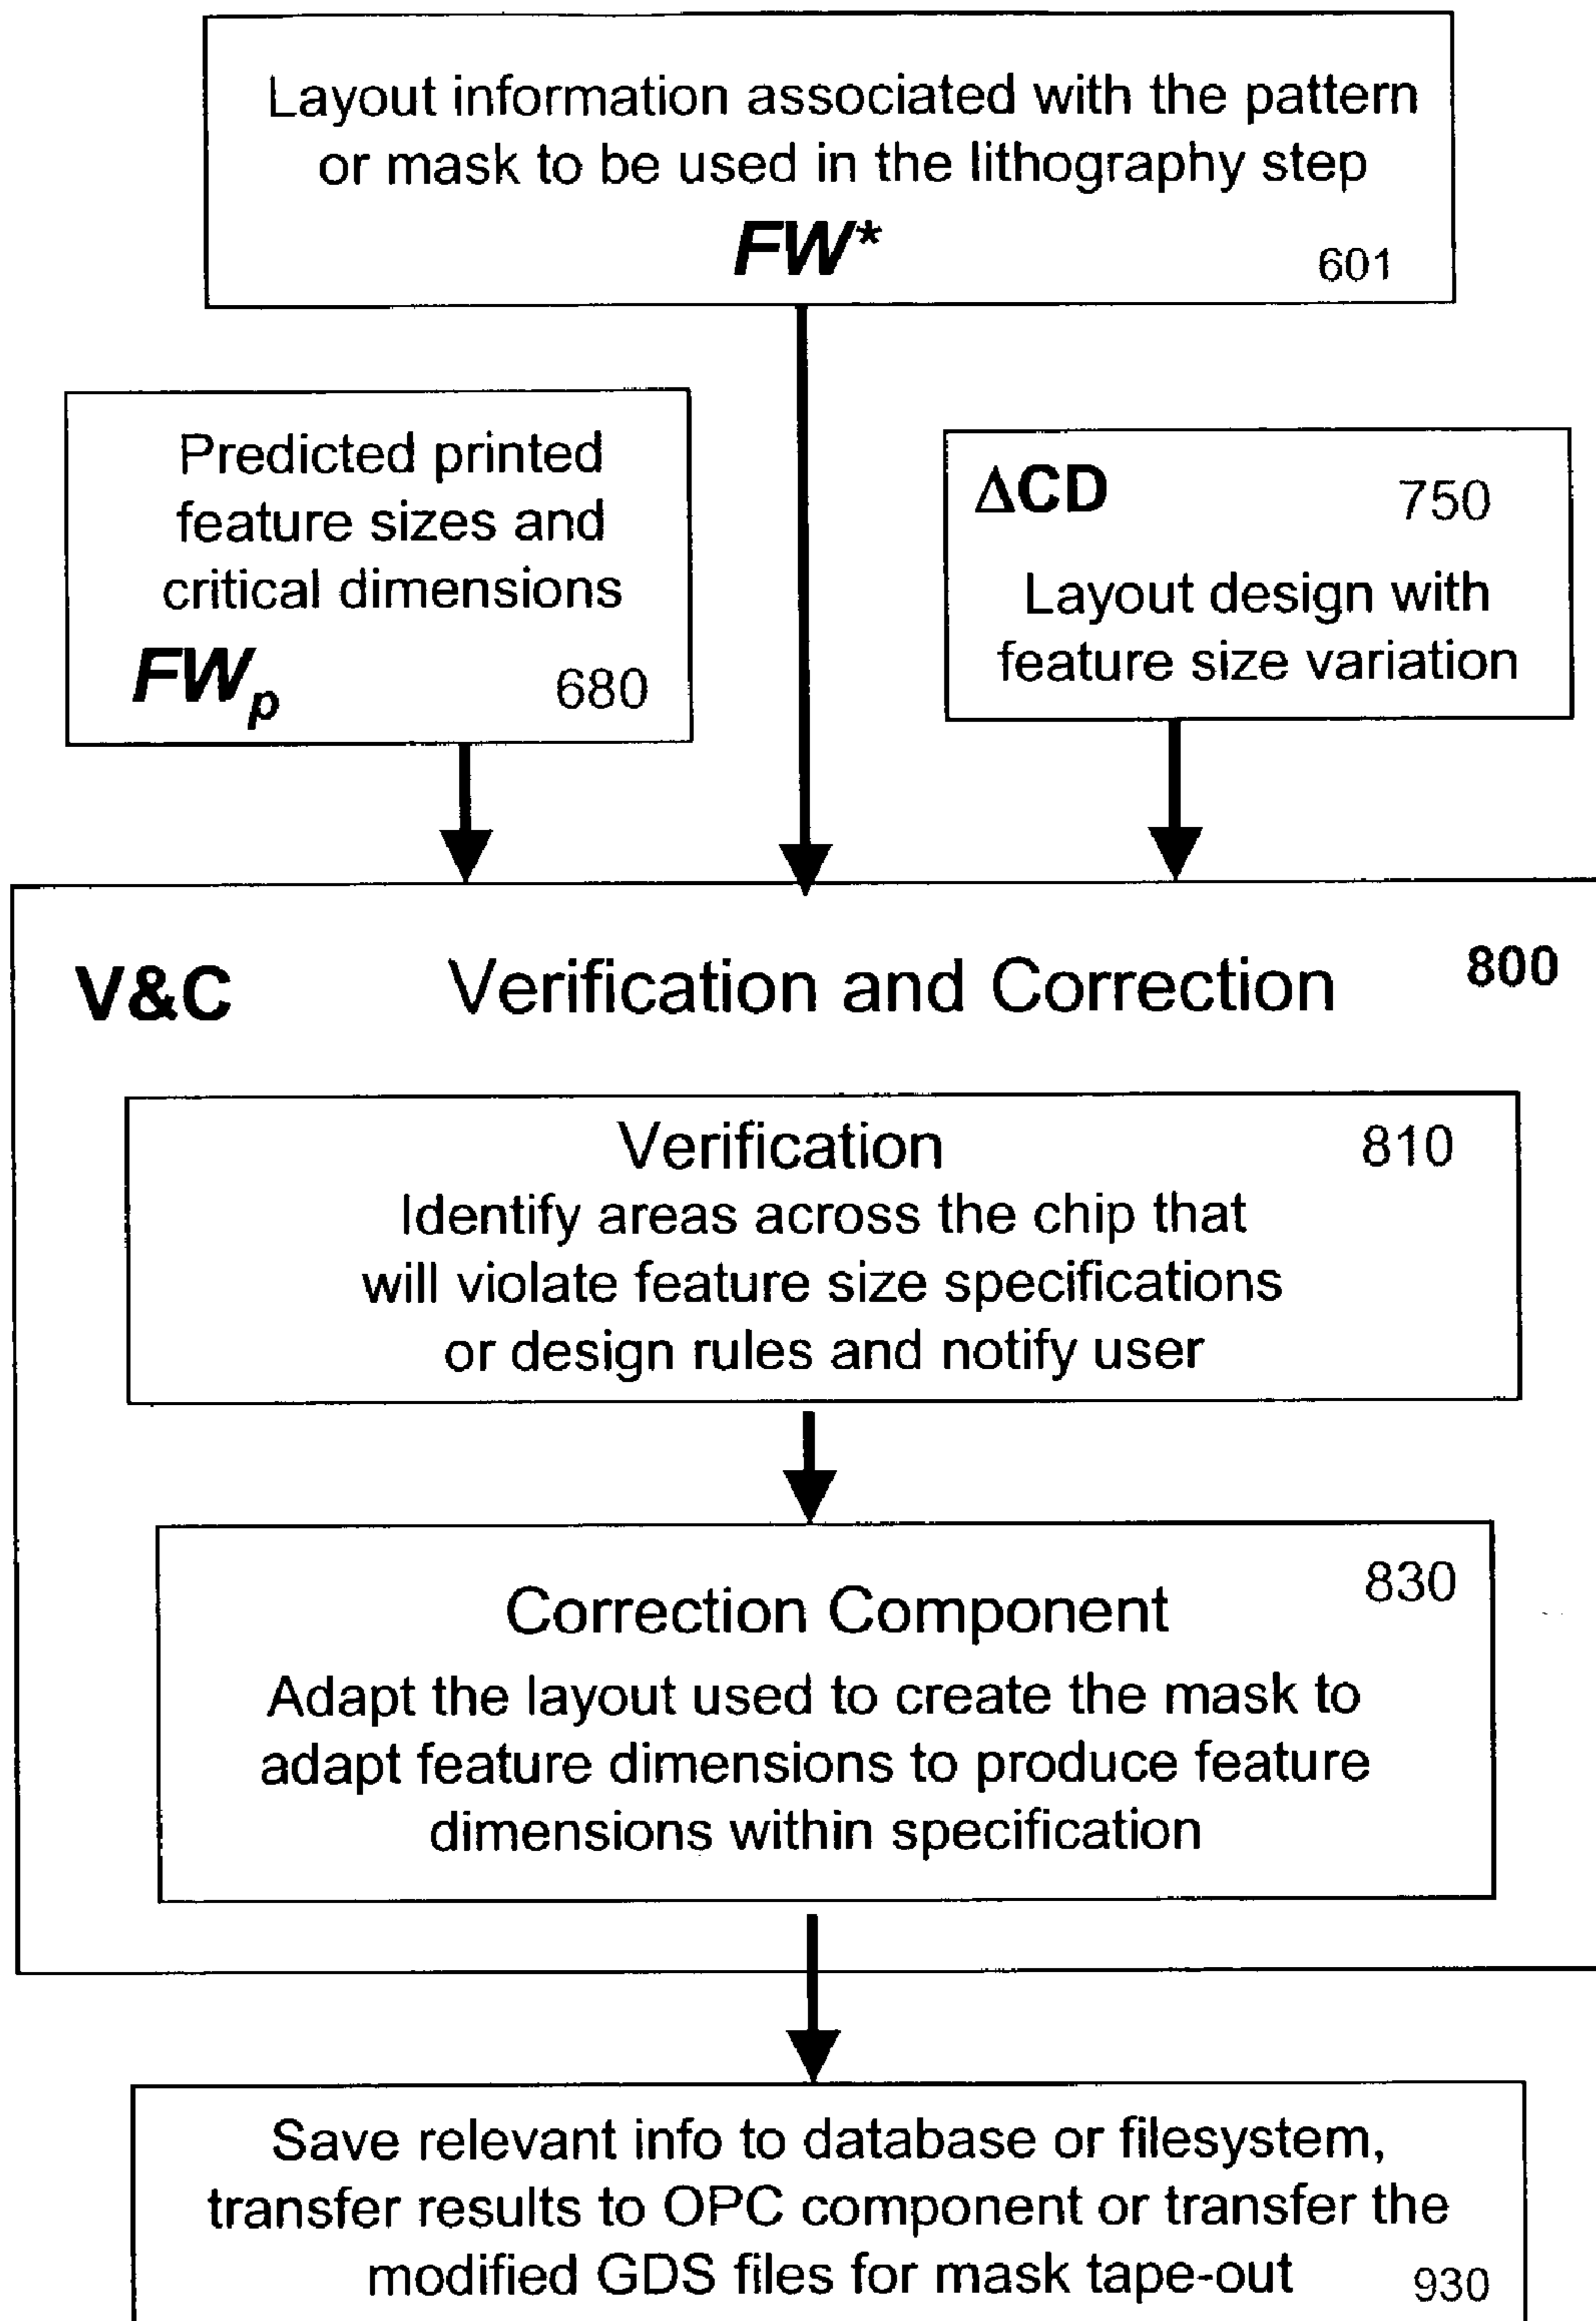 Layout information associated with the pattern
or mask to be used in the lithography step
FW*
601
Predicted printed
feature sizes and
critical dimensions
FWp
680
ΔCD
750
Layout design with
feature size variation
V&C
Verification and Correction
800
Verification
810
Identify areas across the chip that
will violate feature size specifications
or design rules and notify user
830
Correction Component
Adapt the layout used to create the mask to
adapt feature dimensions to produce feature
dimensions within specification
Save relevant info to database or filesystem,
transfer results to OPC component or transfer the
modified GDS files for mask tape-out
930